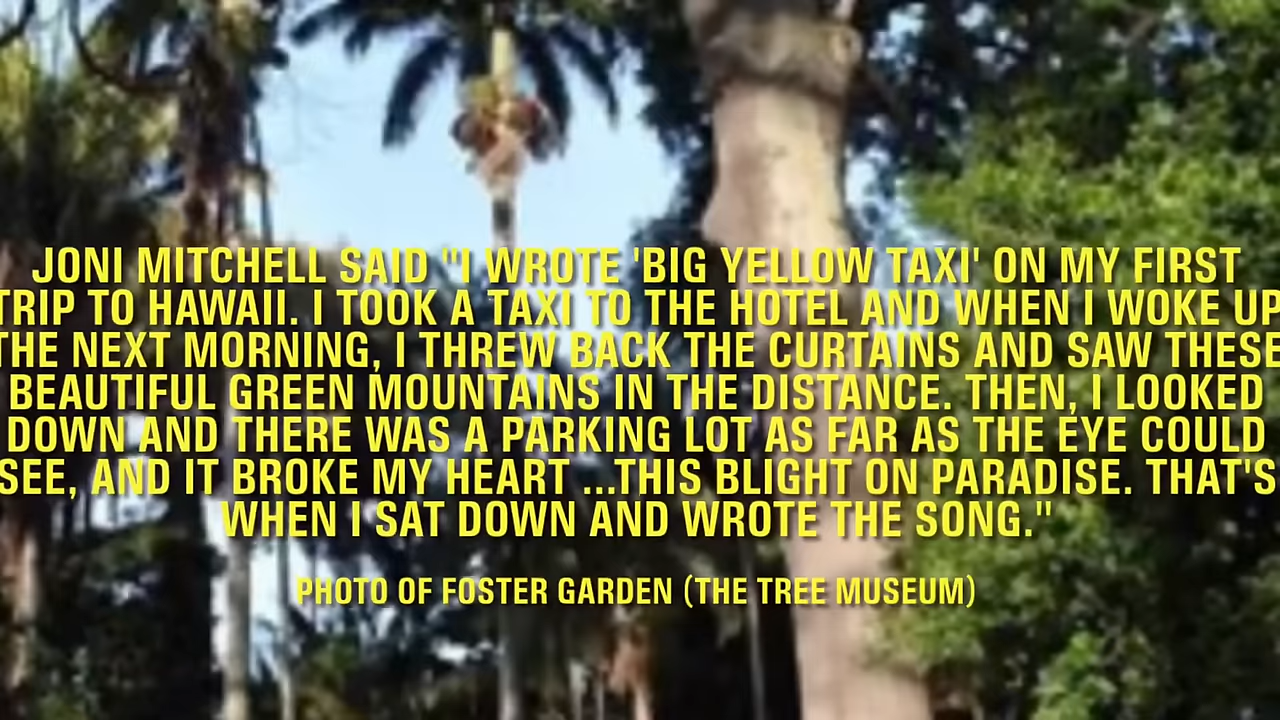 JONI MITCHELL SAID "I WROTE 'BIG YELLOW TAXI' ON MY FIRST
TRIP TO HAWAII. I TOOK A TAXI TO THE HOTEL AND WHEN I WOKE UP
THE NEXT MORNING, I THREW BACK THE CURTAINS AND SAW THESE
BEAUTIFUL GREEN MOUNTAINS IN THE DISTANCE. THEN, I LOOKED
DOWN AND THERE WAS A PARKING LOT AS FAR AS THE EYE COULD
SEE, AND IT BROKE MY HEART ...THIS BLIGHT ON PARADISE. THAT'S
WHEN I SAT DOWN AND WROTE THE SONG."
PHOTO OF FOSTER GARDEN (THE TREE MUSEUM)